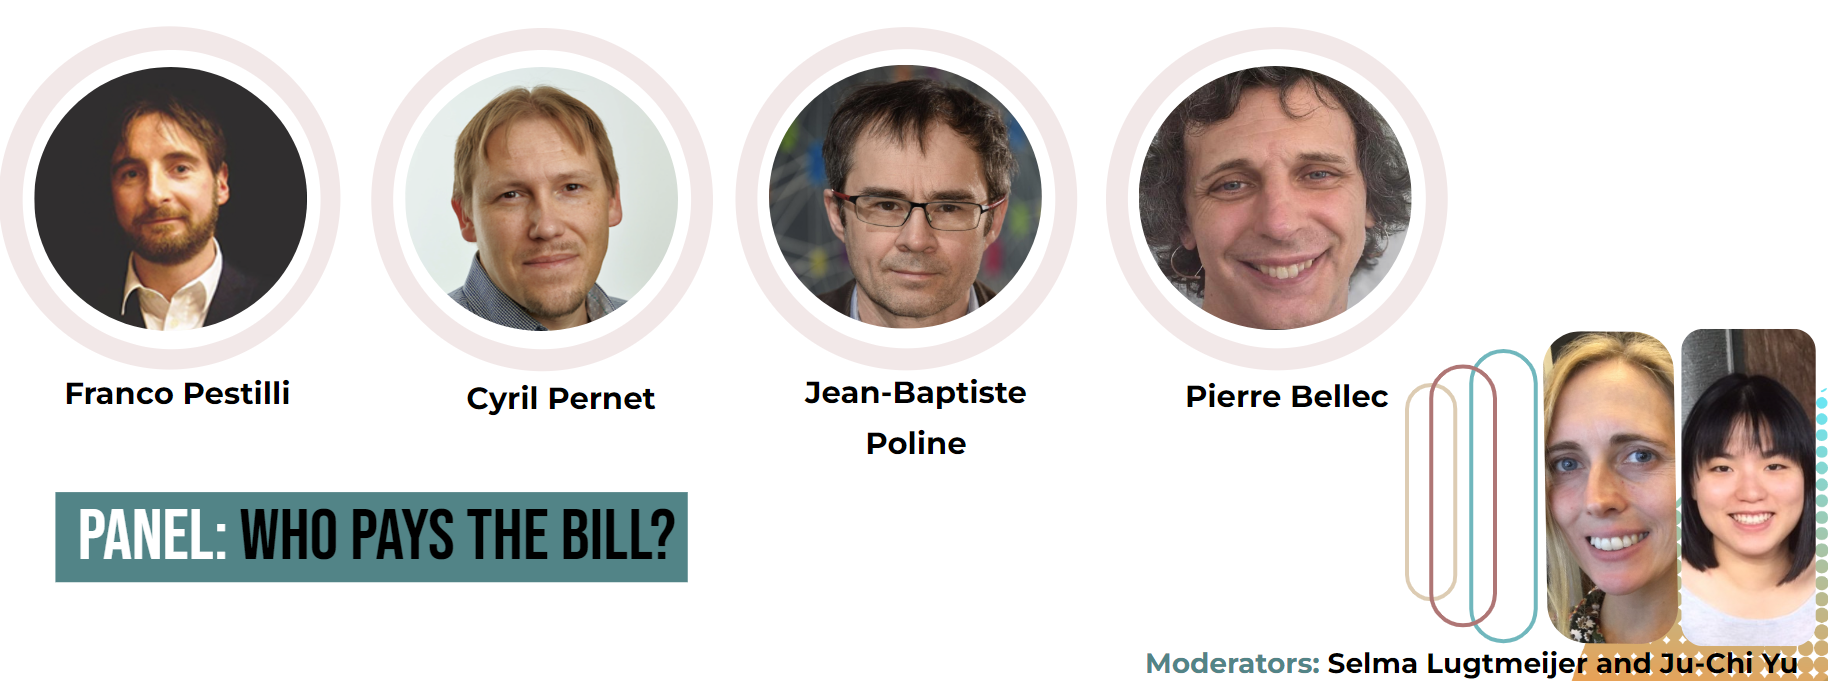 Franco Pestilli
Cyril Pernet
Jean-Baptiste
Poline
Pierre Bellec
PANEL: WHO PAYS THE BILL?
Moderators: Selma Lugtmeijer and Ju-Chi Yu